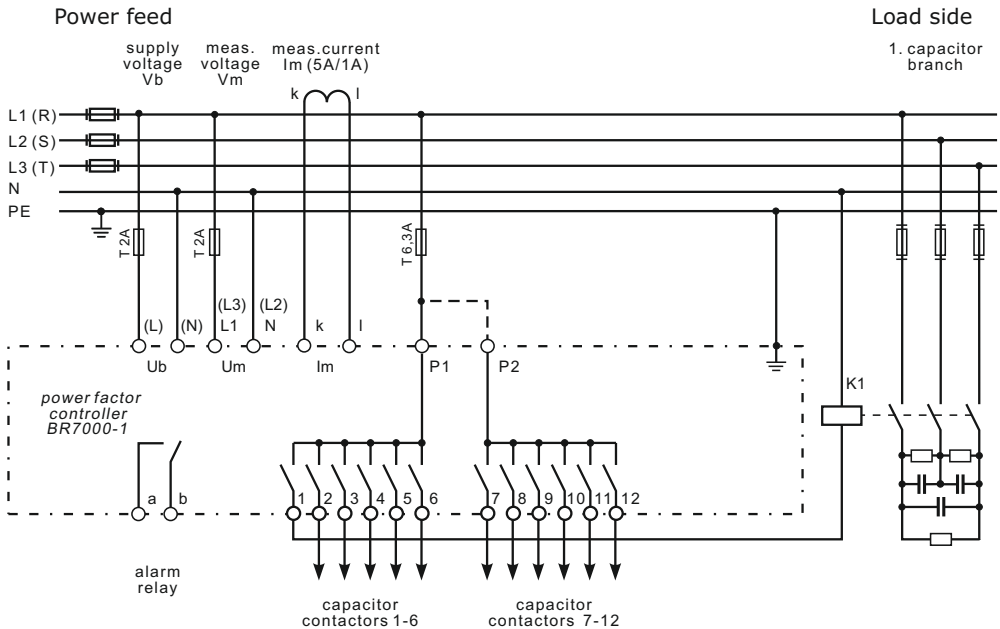 Power feed
Load side
supply
voltage
Vb
meas.
voltage
Vm
meas.current
Im (5A/1A)
1. capacitor
branch
k
l
L1 (R)
L2 (S)
L3 (T)
N
PE
T 2A
T 2A
T 6,3A
(L)
(N)
(L3)
L1
(L2)
N
k
l
Ub
Um
Im
P1
P2
K1
power factor
controller
BR7000-1
a
b
1
2
3
4
5
6
7
8
9
10
11
12
alarm
relay
capacitor
contactors 1-6
capacitor
contactors 7-12